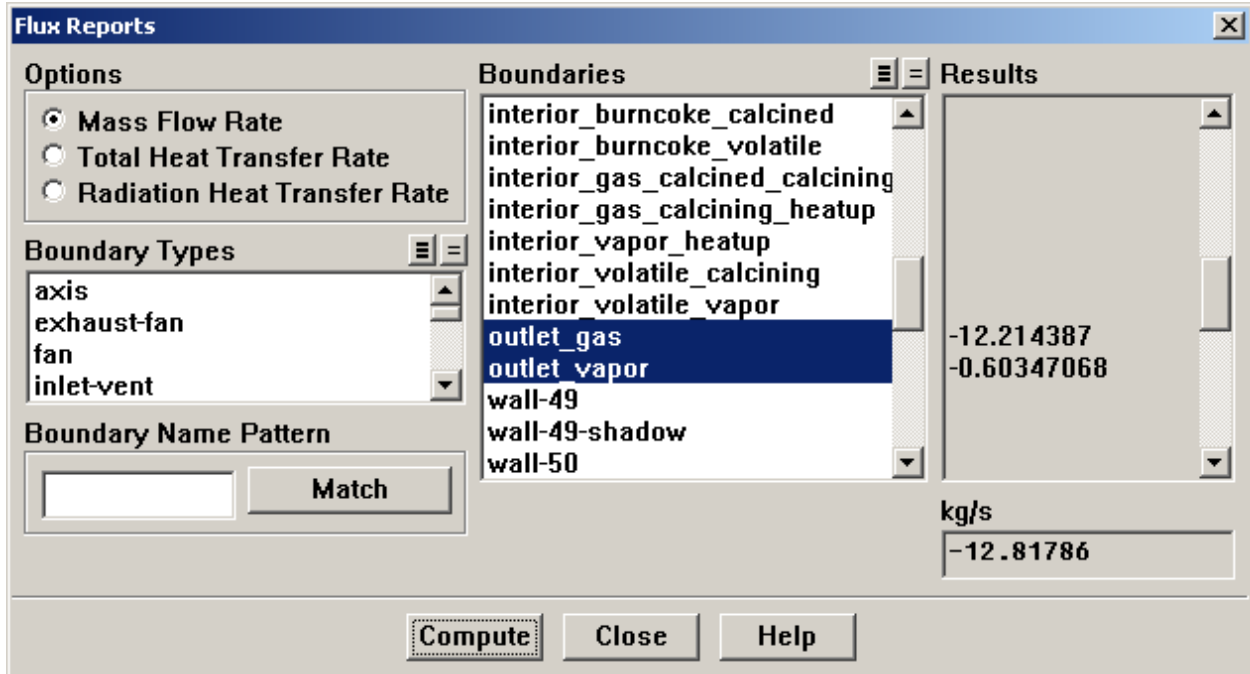 Flux Reports
Options
Mass Flow Rate
Total Heat Transfer Rate
Radiation Heat Transfer Rate
Boundary Types
axis
exhaust-fan
fan
inlet-vent
Boundary Name Pattern
Match
Boundaries
interior_burncoke_calcined
interior_burncoke_volatile
interior_gas_calcined_calcining
interior_gas_calcining_heatup
interior_vapor_heatup
interior_volatile_calcining
interior_volatile_vapor
outlet_gas
outlet_vapor
wall-49
wall-49-shadow
wall-50
Results
-12.214387
-0.60347068
kg/s
-12.81786
Compute
Close
Help